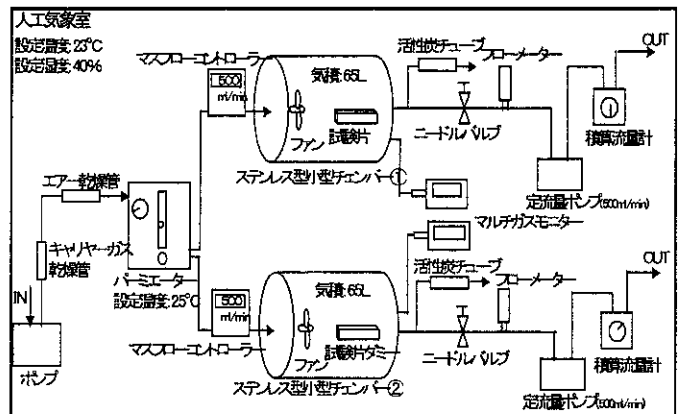 人工気象室
設定温度:23°C
設定湿度:40%
マスフローコントローラ
500
ml/min
気積:65L
ファン
試験片
ステンレス型小型チェンバー①
活性炭チューブ
フローメーター
ニードルバルブ
OUT
積算流量計
定流量ポンプ(500ml/min)
マルチガスモニター
エアー乾燥管
キャリヤーガス
乾燥管
IN
ポンプ
パーミエーター
設定温度:25°C
500
ml/min
マスフローコントローラ
気積:65L
ファン
試験片ダミー
ステンレス型小型チェンバー②
活性炭チューブ
フローメーター
ニードルバルブ
OUT
積算流量計
定流量ポンプ(500ml/min)